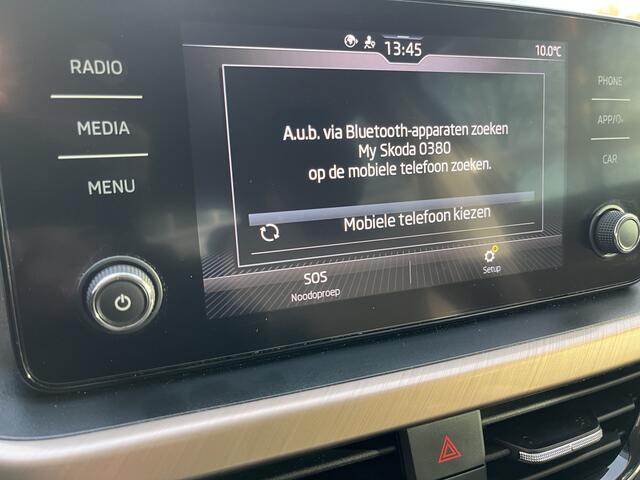 13:45
10.0°C
RADIO
MEDIA
MENU
A.u.b. via Bluetooth-apparaten zoeken
My Skoda 0380
op de mobiele telefoon zoeken.
Mobiele telefoon kiezen
SOS
Noodoproep
Setup
PHONE
APP/
CAR